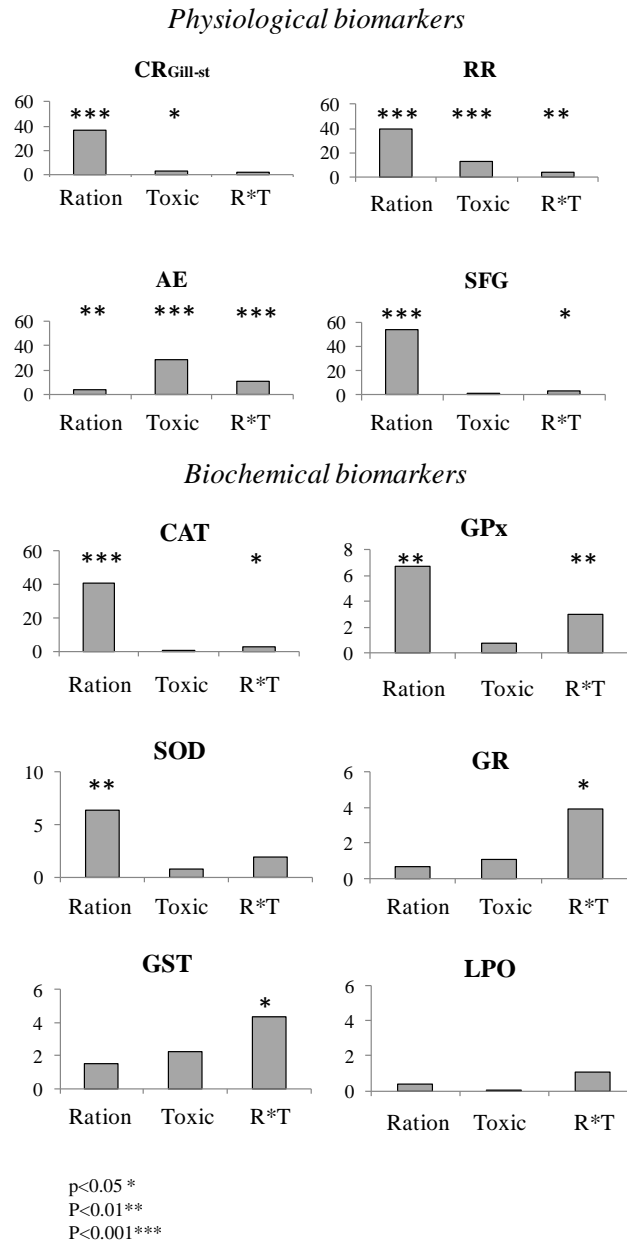 Physiological biomarkers
CRGill-st
60
40
20
0
*** *
Ration Toxic R*T
RR
60
40
20
0
*** *** **
Ration Toxic R*T
AE
60
40
20
0
** *** ***
Ration Toxic R*T
SFG
60
40
20
0
*** *
Ration Toxic R*T
Biochemical biomarkers
CAT
60
40
20
0
*** *
Ration Toxic R*T
GPx
8
6
4
2
0
** **
Ration Toxic R*T
SOD
10
5
0
**
Ration Toxic R*T
GR
6
4
2
0
*
Ration Toxic R*T
GST
6
4
2
0
*
Ration Toxic R*T
LPO
6
4
2
0
Ration Toxic R*T
p<0.05 *
P<0.01**
P<0.001***